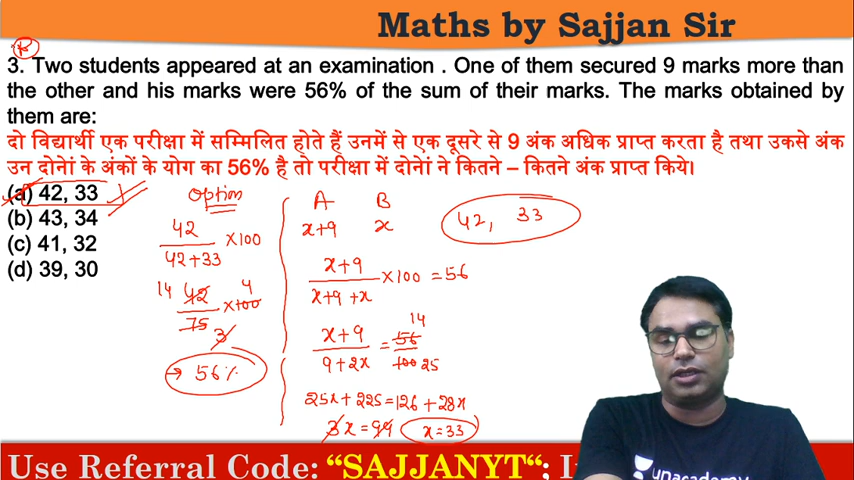 Maths by Sajjan Sir
3. Two students appeared at an examination . One of them secured 9 marks more than
the other and his marks were 56% of the sum of their marks. The marks obtained by
them are:
दो विद्यार्थी एक परीक्षा में सम्मिलित होते हैं उनमें से एक दूसरे से 9 अंक अधिक प्राप्त करता है तथा उकसे अंक
उन दोनांे के अंकों के योग का 56% है तो परीक्षा में दोनों ने कितने – कितने अंक प्राप्त किये।
(a) 42, 33
(b) 43, 34
(c) 41, 32
(d) 39, 30
Option
42
42+33
×100
14 42 4
75 ×100
3
→ 56%
A B
x+9 x
x+9
x+9+x
×100 = 56
x+9 = 56 14
9+2x 100 25
25x + 225 = 126 + 28x
3x = 99 x = 33
42, 33
Use Referral Code: “SAJJANYT“; I
unacademy